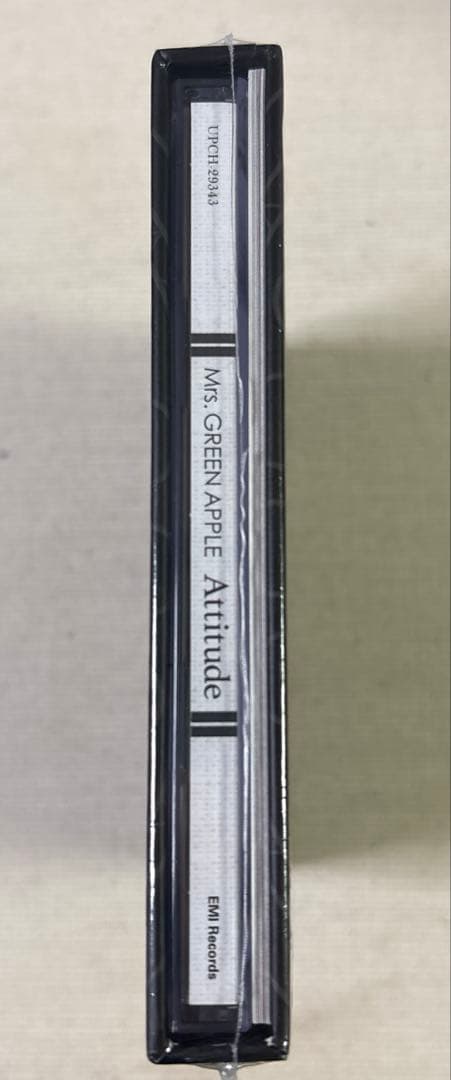 UPCH-29343
Mrs. GREEN APPLE Attitude
EMI Records